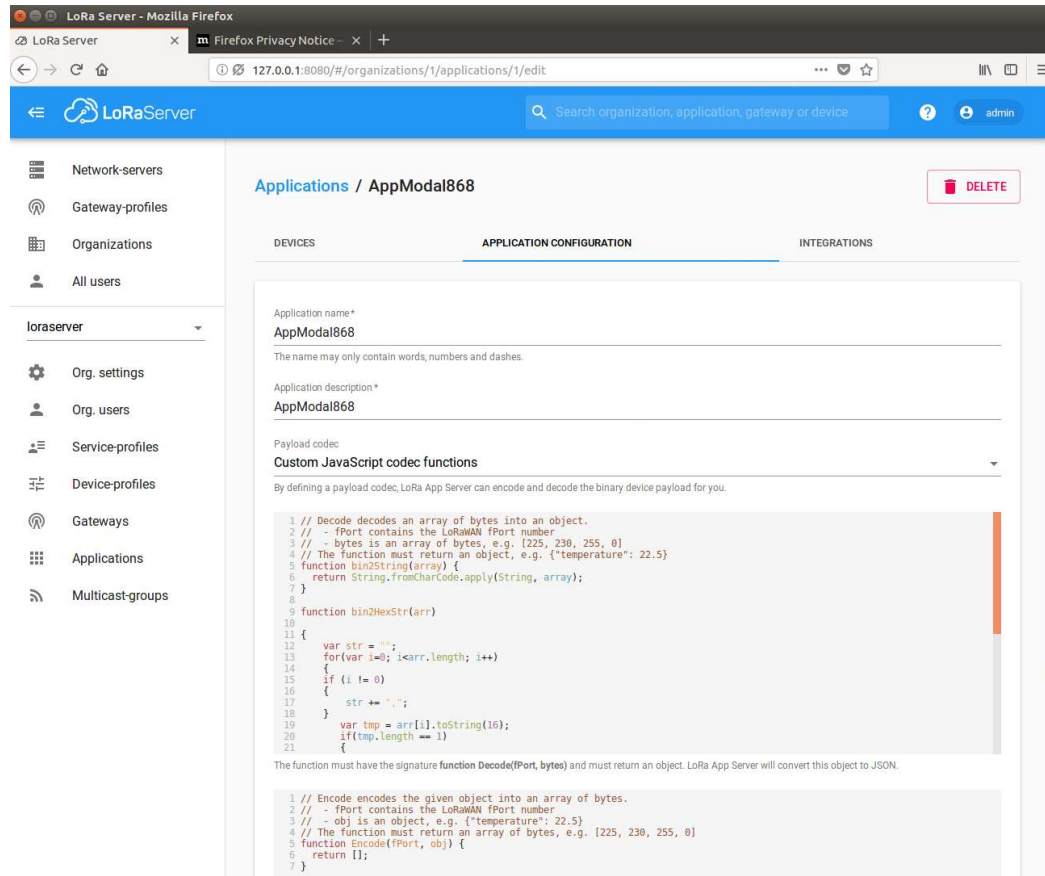 LoRa Server - Mozilla Firefox
LoRa Server × m Firefox Privacy Notice – × +
127.0.0.1:8080/#/organizations/1/applications/1/edit
LoRaServer Search organization, application, gateway or device ? admin
Network-servers
Gateway-profiles
Organizations
All users
loraserver
Org. settings
Org. users
Service-profiles
Device-profiles
Gateways
Applications
Multicast-groups
Applications / AppModal868 DELETE
DEVICES APPLICATION CONFIGURATION INTEGRATIONS
Application name *
AppModal868
The name may only contain words, numbers and dashes.
Application description *
AppModal868
Payload codec
Custom JavaScript codec functions
By defining a payload codec, LoRa App Server can encode and decode the binary device payload for you.
1 // Decode decodes an array of bytes into an object.
2 //  - fPort contains the LoRaWAN fPort number
3 //  - bytes is an array of bytes, e.g. [225, 230, 255, 0]
4 // The function must return an object, e.g. {"temperature": 22.5}
5 function bin2String(array) {
6   return String.fromCharCode.apply(String, array);
7 }
8
9 function bin2HexStr(arr)
10
11 {
12    var str = "";
13    for(var i=0; i<arr.length; i++)
14    {
15    if (i != 0)
16    {
17       str += ",";
18    }
19      var tmp = arr[i].toString(16);
20      if(tmp.length == 1)
21      {
The function must have the signature function Decode(fPort, bytes) and must return an object. LoRa App Server will convert this object to JSON.
1 // Encode encodes the given object into an array of bytes.
2 //  - fPort contains the LoRaWAN fPort number
3 //  - obj is an object, e.g. {"temperature": 22.5}
4 // The function must return an array of bytes, e.g. [225, 230, 255, 0]
5 function Encode(fPort, obj) {
6   return [];
7 }